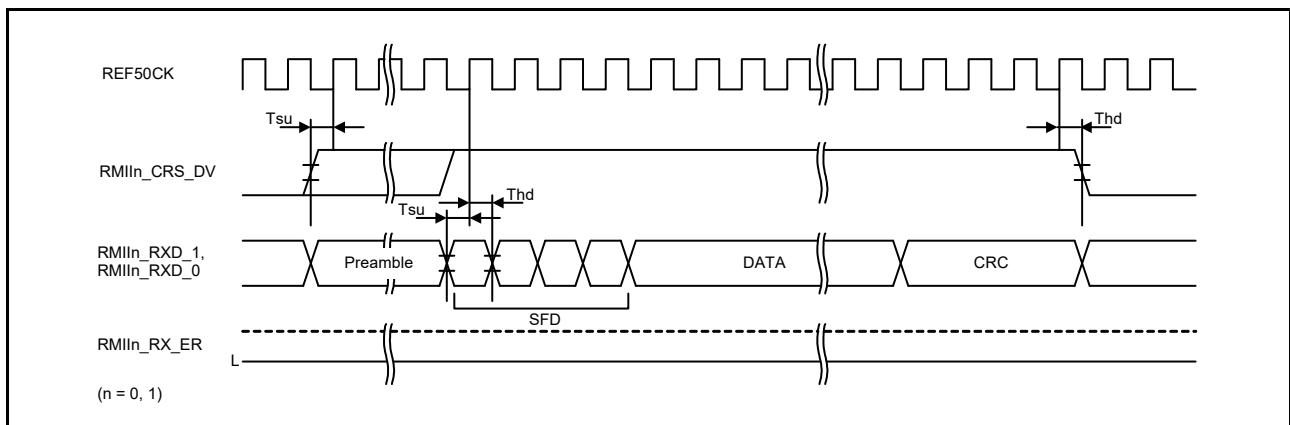 REF50CK
Tsu
Thd
RMIIn_CRS_DV
Thd
Tsu
RMIIn_RXD_1,
RMIIn_RXD_0
Preamble
DATA
CRC
SFD
RMIIn_RX_ER
L
(n = 0, 1)